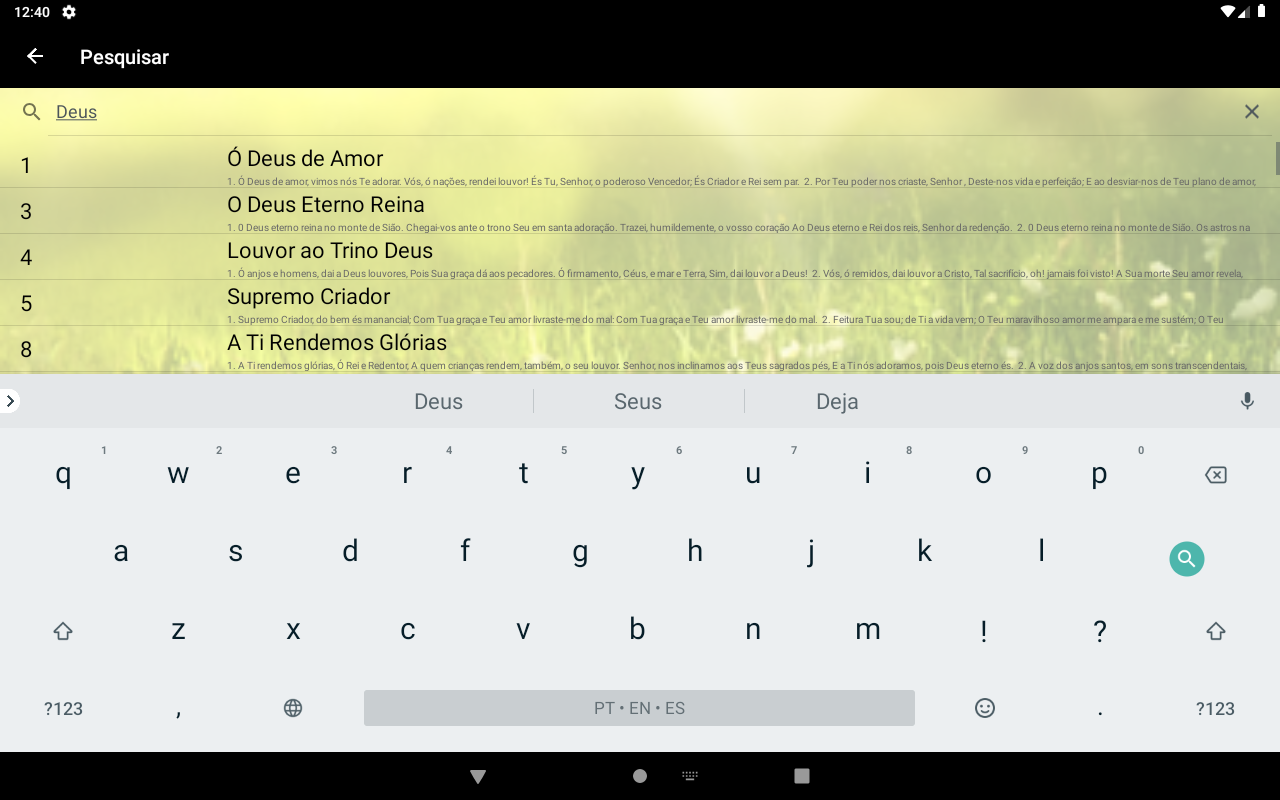 12:40
Pesquisar
Deus
1
Ó Deus de Amor
1. Ó Deus de amor, vimos nós Te adorar. Vós, ó nações, rendei louvor! És Tu, Senhor, o poderoso Vencedor; És Criador e Rei sem par.  2. Por Teu poder nos criaste, Senhor , Deste-nos vida e perfeição; E ao desviar-nos de Teu plano de amor,
3
O Deus Eterno Reina
1. 0 Deus eterno reina no monte de Sião. Chegai-vos ante o trono Seu em santa adoração. Trazei, humildemente, o vosso coração Ao Deus eterno e Rei dos reis, Senhor da redenção.  2. 0 Deus eterno reina no monte de Sião. Os astros na
4
Louvor ao Trino Deus
1. Ó anjos e homens, dai a Deus louvores, Pois Sua graça dá aos pecadores. Ó firmamento, Céus, e mar e Terra, Sim, dai louvor a Deus!  2. Vós, ó remidos, dai louvor a Cristo, Tal sacrifício, oh! jamais foi visto! A Sua morte Seu amor revela,
5
Supremo Criador
1. Supremo Criador, do bem és manancial; Com Tua graça e Teu amor livraste-me do mal: Com Tua graça e Teu amor livraste-me do mal.  2. Feitura Tua sou; de Ti a vida vem; O Teu maravilhoso amor me ampara e me sustém; O Teu
8
A Ti Rendemos Glórias
1. A Ti rendemos glórias, Ó Rei e Redentor, A quem crianças rendem, também, o seu louvor. Senhor, nos inclinamos aos Teus sagrados pés, E a Ti nós adoramos, pois Deus eterno és.  2. A voz dos anjos santos, em sons transcendentais,
Deus Seus Deja
1 2 3 4 5 6 7 8 9 0
q w e r t y u i o p
a s d f g h j k l
z x c v b n m ! ?
?123 , PT • EN • ES . ?123